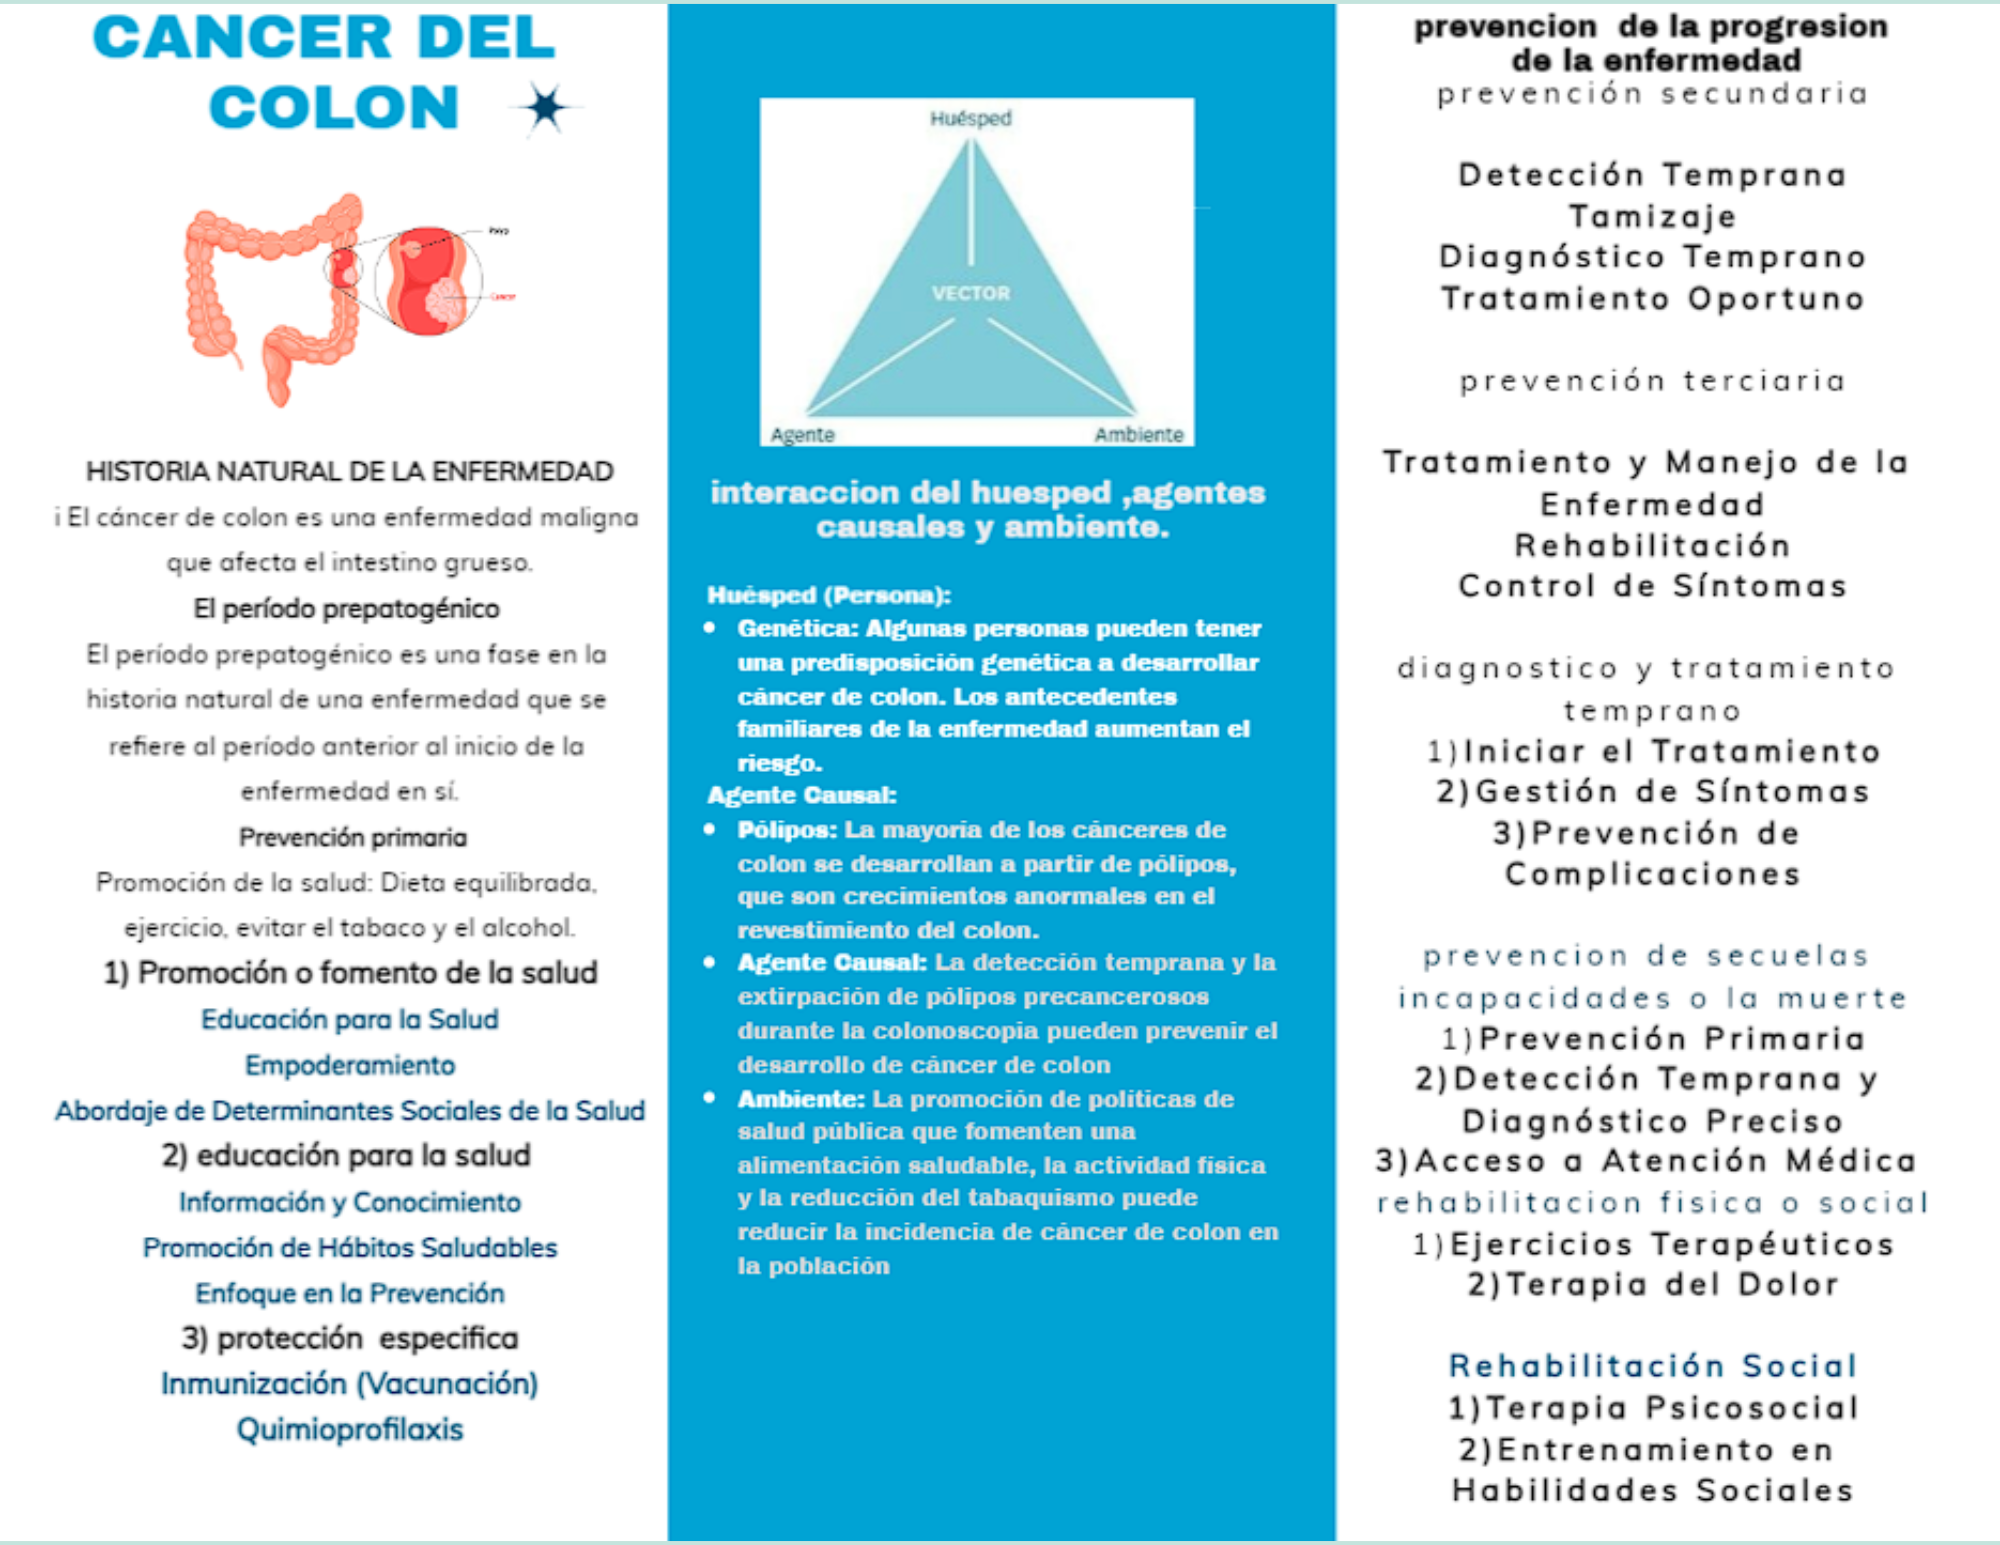 CANCER DEL
COLON
Cancer
HISTORIA NATURAL DE LA ENFERMEDAD
i El cáncer de colon es una enfermedad maligna
que afecta el intestino grueso.
El período prepatogénico
El período prepatogénico es una fase en la
historia natural de una enfermedad que se
refiere al período anterior al inicio de la
enfermedad en sí.
Prevención primaria
Promoción de la salud: Dieta equilibrada,
ejercicio, evitar el tabaco y el alcohol.
1) Promoción o fomento de la salud
Educación para la Salud
Empoderamiento
Abordaje de Determinantes Sociales de la Salud
2) educación para la salud
Información y Conocimiento
Promoción de Hábitos Saludables
Enfoque en la Prevención
3) protección especifica
Inmunización (Vacunación)
Quimioprofilaxis
Huésped
VECTOR
Agente
Ambiente
interaccion del huesped ,agentes
causales y ambiente.
Huésped (Persona):
• Genética: Algunas personas pueden tener
una predisposición genética a desarrollar
cáncer de colon. Los antecedentes
familiares de la enfermedad aumentan el
riesgo.
Agente Causal:
• Pólipos: La mayoría de los cánceres de
colon se desarrollan a partir de pólipos,
que son crecimientos anormales en el
revestimiento del colon.
• Agente Causal: La detección temprana y la
extirpación de pólipos precancerosos
durante la colonoscopia pueden prevenir el
desarrollo de cáncer de colon
• Ambiente: La promoción de políticas de
salud pública que fomenten una
alimentación saludable, la actividad física
y la reducción del tabaquismo puede
reducir la incidencia de cáncer de colon en
la población
prevencion de la progresion
de la enfermedad
prevención secundaria
Detección Temprana
Tamizaje
Diagnóstico Temprano
Tratamiento Oportuno
prevención terciaria
Tratamiento y Manejo de la
Enfermedad
Rehabilitación
Control de Síntomas
diagnostico y tratamiento
temprano
1)Iniciar el Tratamiento
2)Gestión de Síntomas
3)Prevención de
Complicaciones
prevencion de secuelas
incapacidades o la muerte
1)Prevención Primaria
2)Detección Temprana y
Diagnóstico Preciso
3)Acceso a Atención Médica
rehabilitacion fisica o social
1)Ejercicios Terapéuticos
2)Terapia del Dolor
Rehabilitación Social
1)Terapia Psicosocial
2)Entrenamiento en
Habilidades Sociales